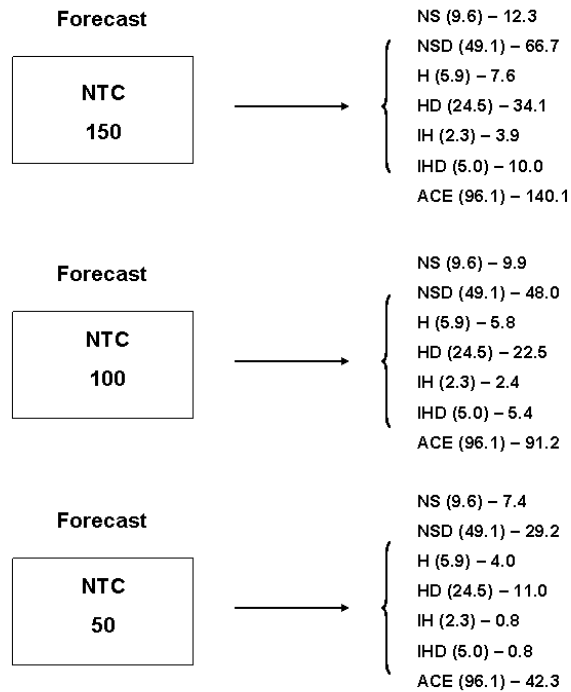 Forecast
NTC
150
NS (9.6) – 12.3
NSD (49.1) – 66.7
H (5.9) – 7.6
HD (24.5) – 34.1
IH (2.3) – 3.9
IHD (5.0) – 10.0
ACE (96.1) – 140.1
Forecast
NTC
100
NS (9.6) – 9.9
NSD (49.1) – 48.0
H (5.9) – 5.8
HD (24.5) – 22.5
IH (2.3) – 2.4
IHD (5.0) – 5.4
ACE (96.1) – 91.2
Forecast
NTC
50
NS (9.6) – 7.4
NSD (49.1) – 29.2
H (5.9) – 4.0
HD (24.5) – 11.0
IH (2.3) – 0.8
IHD (5.0) – 0.8
ACE (96.1) – 42.3